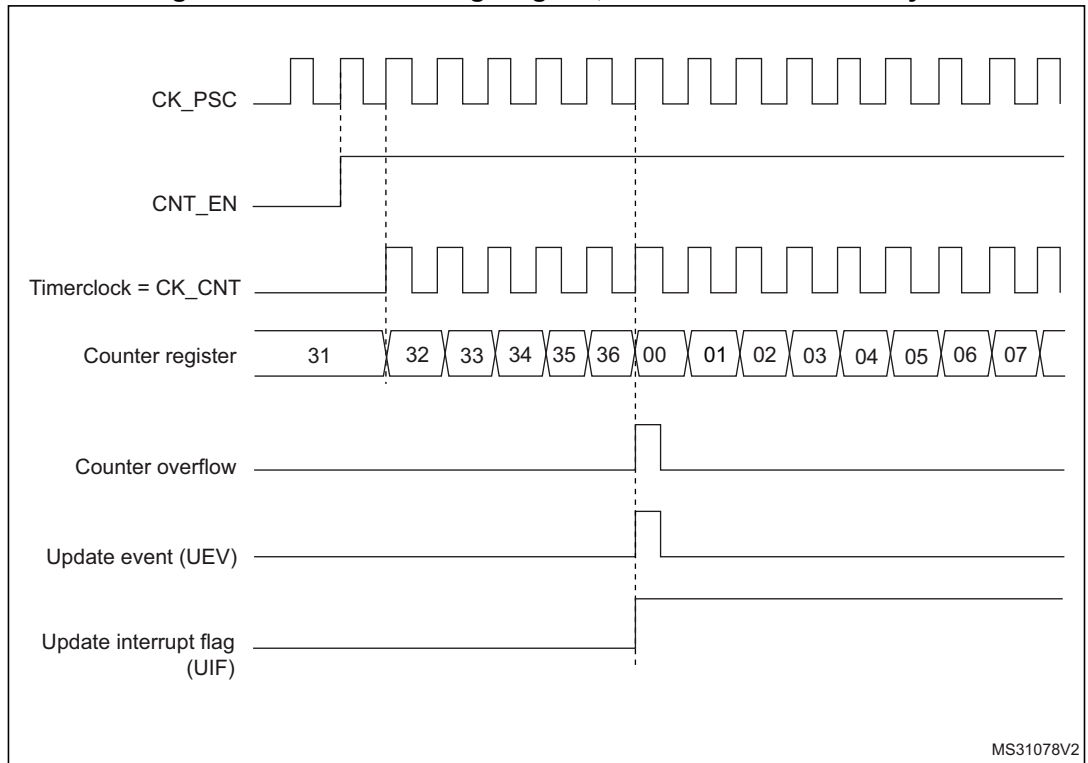 CK_PSC
CNT_EN
Timerclock = CK_CNT
Counter register 31 32 33 34 35 36 00 01 02 03 04 05 06 07
Counter overflow
Update event (UEV)
Update interrupt flag
(UIF)
MS31078V2